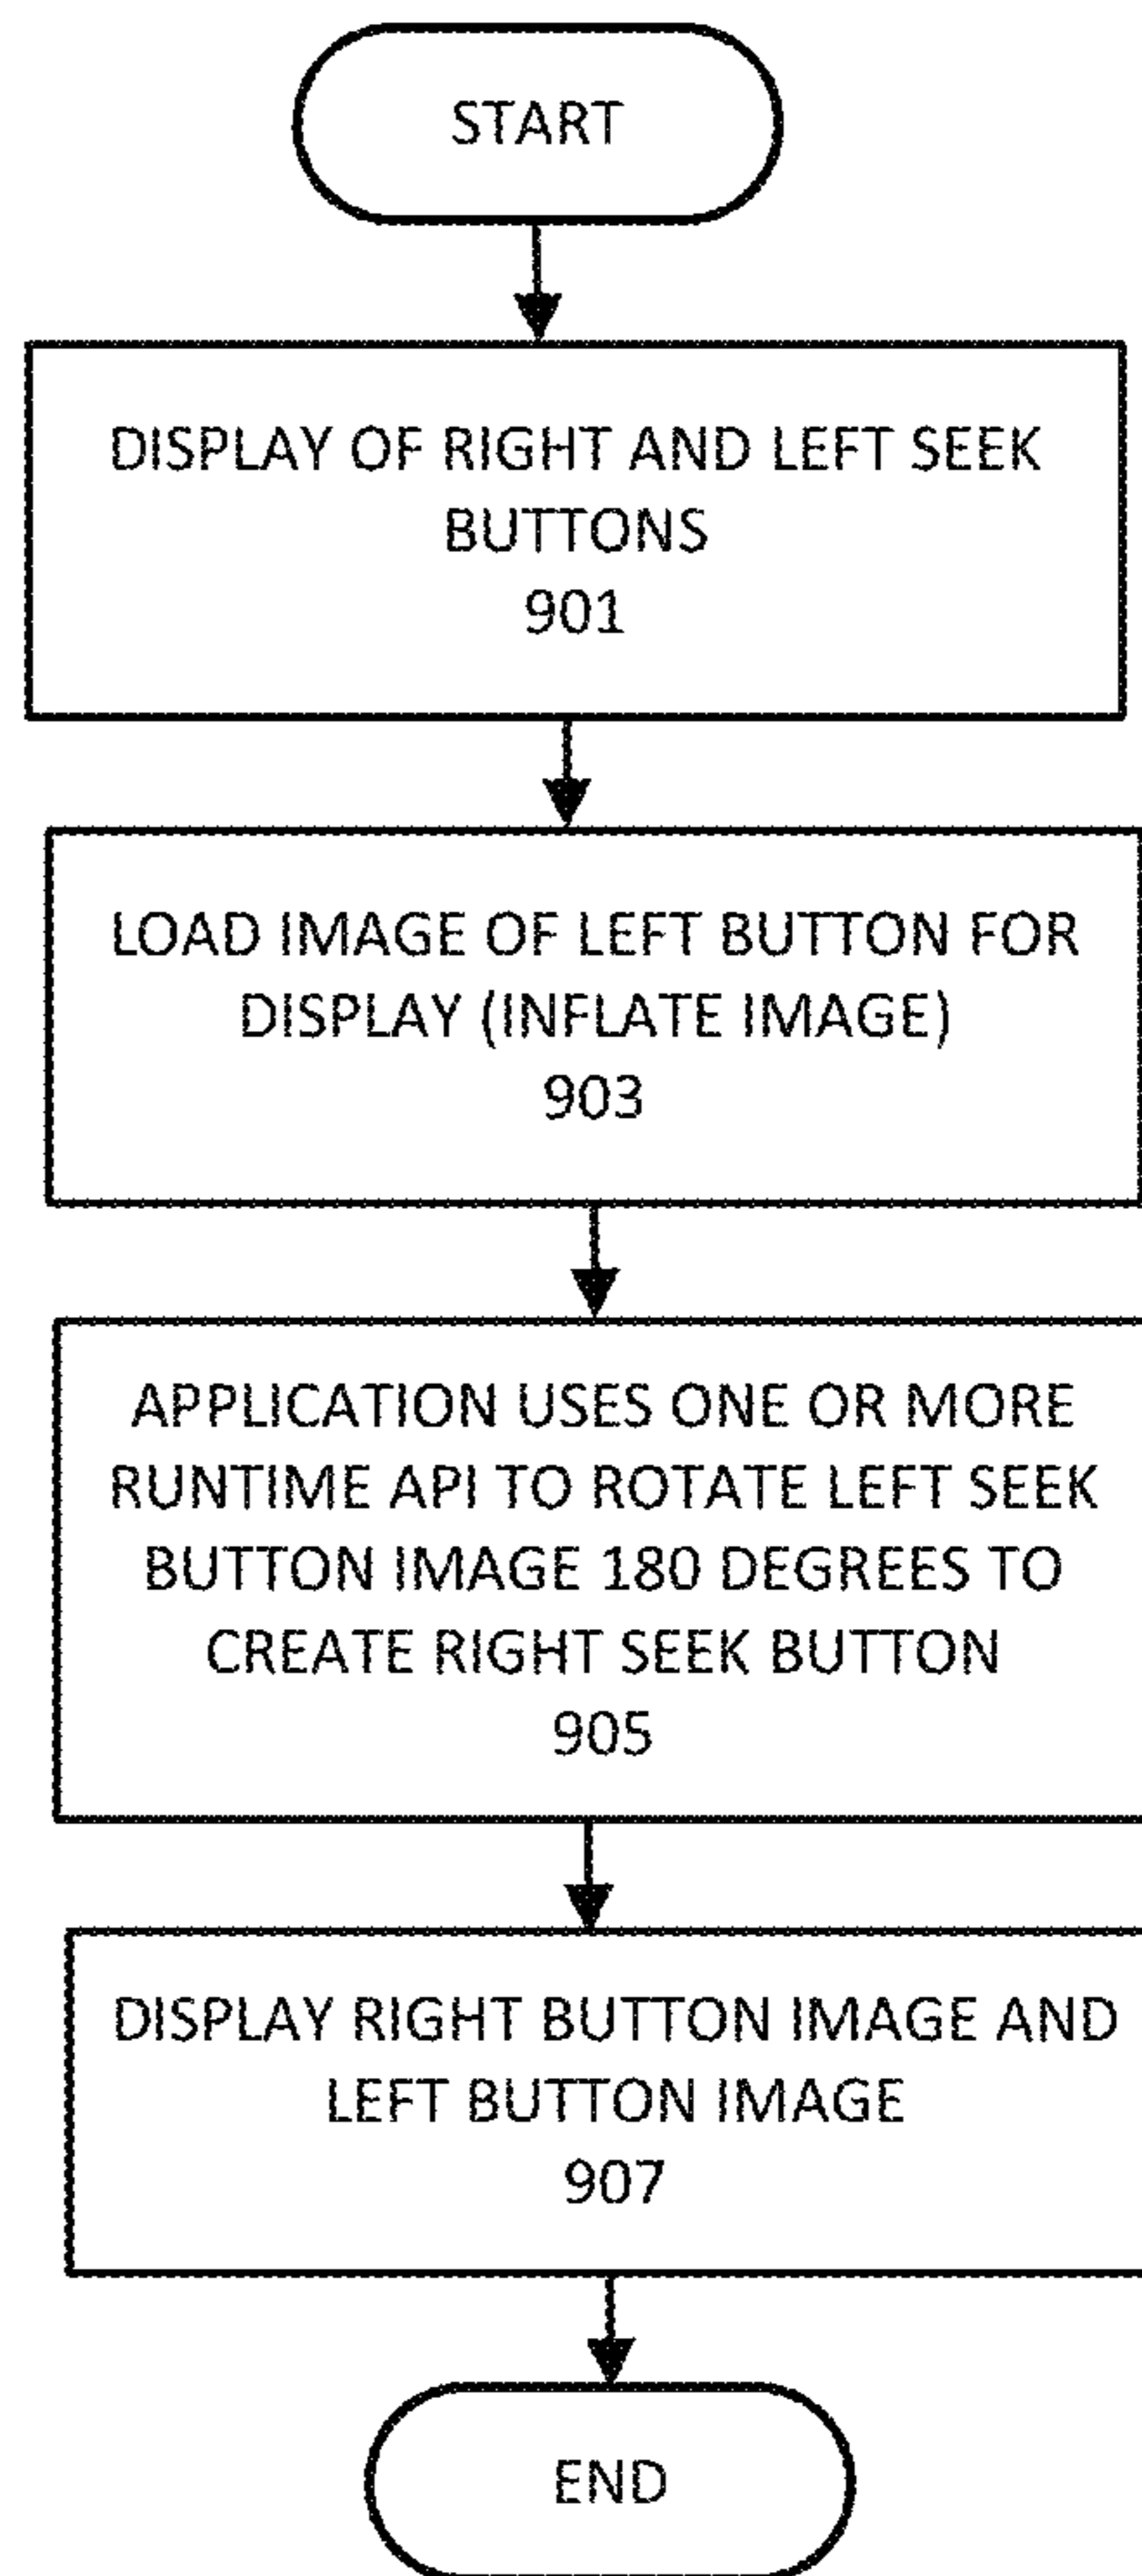 START
DISPLAY OF RIGHT AND LEFT SEEK
BUTTONS
901
LOAD IMAGE OF LEFT BUTTON FOR
DISPLAY (INFLATE IMAGE)
903
APPLICATION USES ONE OR MORE
RUNTIME API TO ROTATE LEFT SEEK
BUTTON IMAGE 180 DEGREES TO
CREATE RIGHT SEEK BUTTON
905
DISPLAY RIGHT BUTTON IMAGE AND
LEFT BUTTON IMAGE
907
END